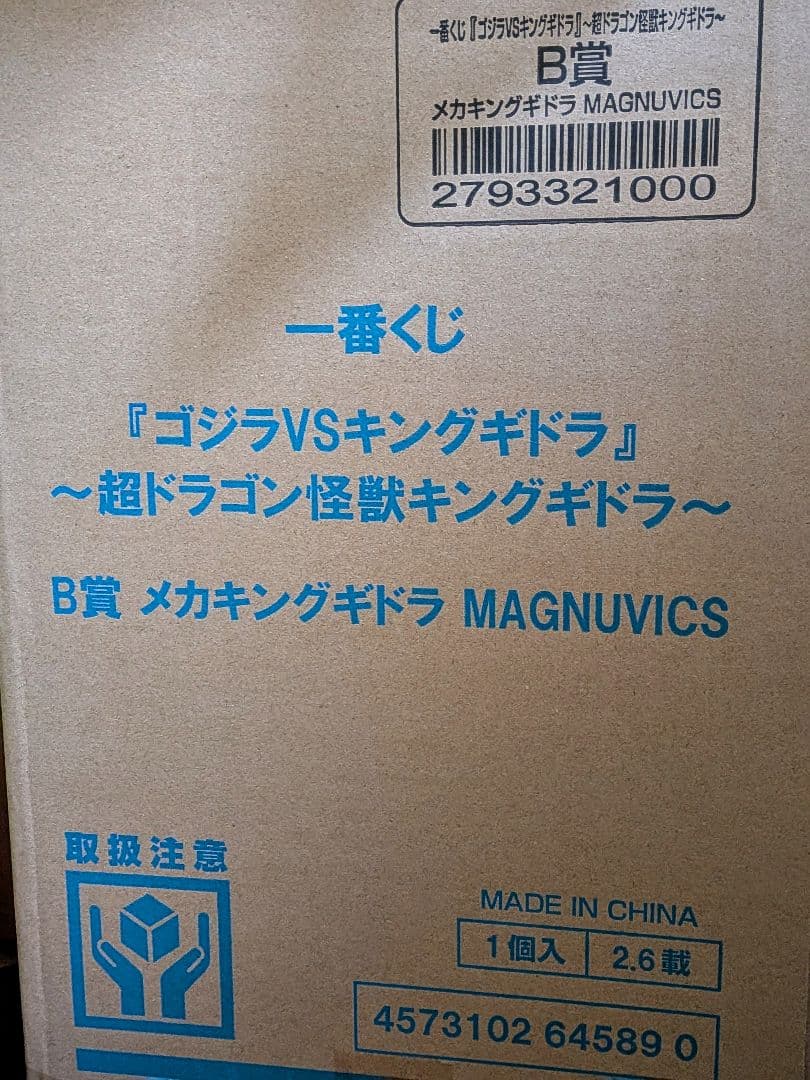 一番くじ『ゴジラVSキングギドラ』～超ドラゴン怪獣キングギドラ～
B賞
メカキングギドラ MAGNUVICS
2793321000
一番くじ
『ゴジラVSキングギドラ』
～超ドラゴン怪獣キングギドラ～
B賞 メカキングギドラ MAGNUVICS
取扱注意
MADE IN CHINA
1個入 2.6載
4573102 64589 0